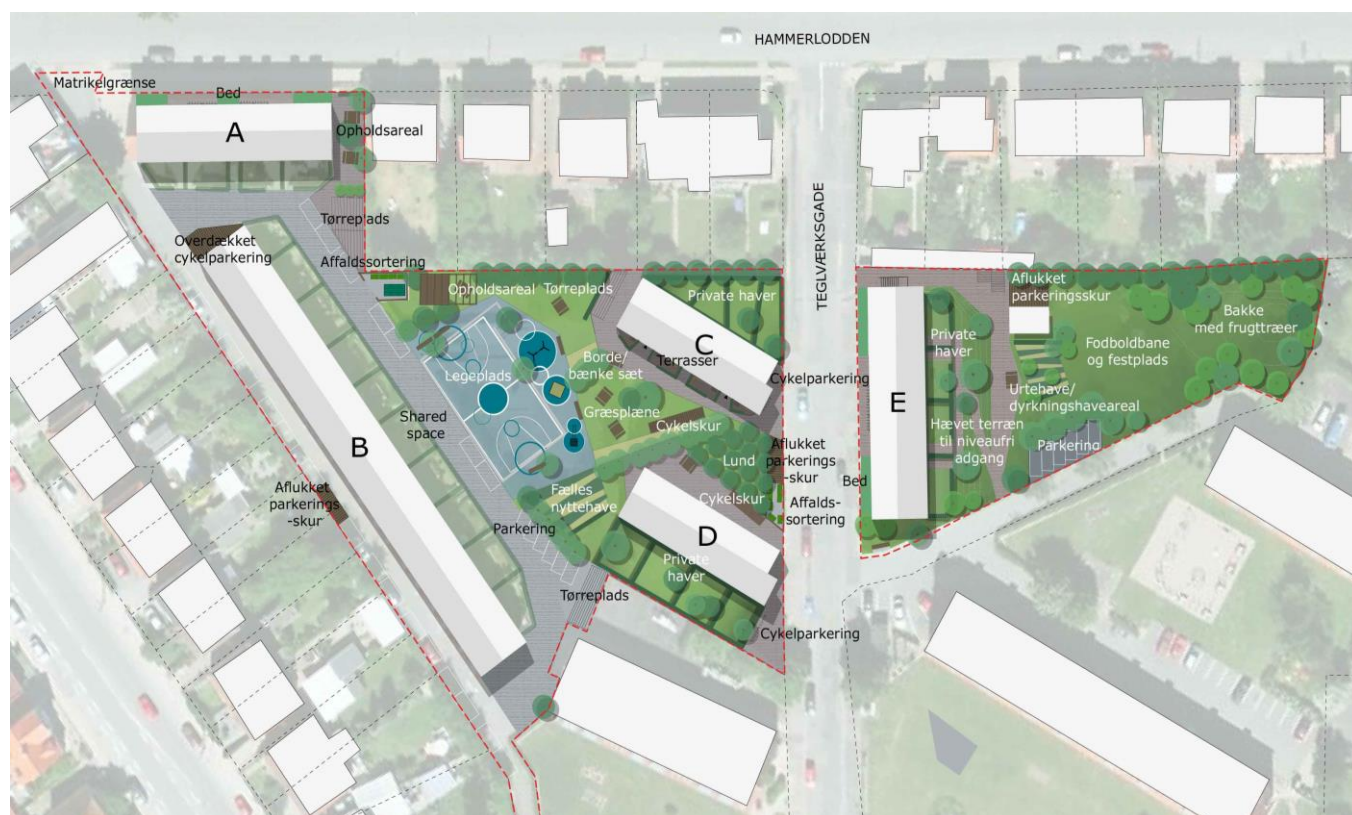 HAMMERLODDEN
Matrikelgrænse
Bed
A
Opholdsareal
Tørreplads
Overdækket
cykelparkering
Affaldssortering
Opholdsareal
Tørreplads
Private haver
C
Terrasser
Borde/
bænke sæt
Legeplads
Græsplæne
Cykelskur
Cykelparkering
TEGLVÆRKSGADE
Shared
space
B
Lund
Aflukket
parkerings
-skur
Aflukket
parkerings
-skur
Fælles
nyttehave
Cykelskur
Affalds-
sortering
Parkering
D
Private
haver
Tørreplads
Cykelparkering
E
Bed
Private
haver
Aflukket
parkeringsskur
Bakke
med frugttræer
Fodboldbane
og festplads
Urtehave/
dyrkningshaveareal
Hævet terræn
til niveaufri
adgang
Parkering